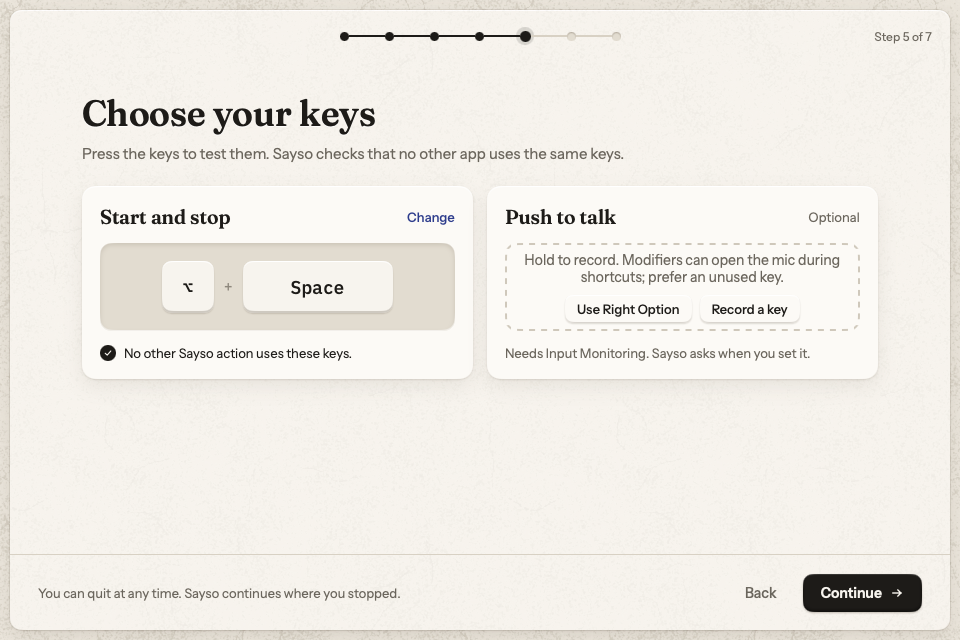 Step 5 of 7
Choose your keys
Press the keys to test them. Sayso checks that no other app uses the same keys.
Start and stop
Change
⌥ + Space
No other Sayso action uses these keys.
Push to talk
Optional
Hold to record. Modifiers can open the mic during
shortcuts; prefer an unused key.
Use Right Option
Record a key
Needs Input Monitoring. Sayso asks when you set it.
You can quit at any time. Sayso continues where you stopped.
Back
Continue →